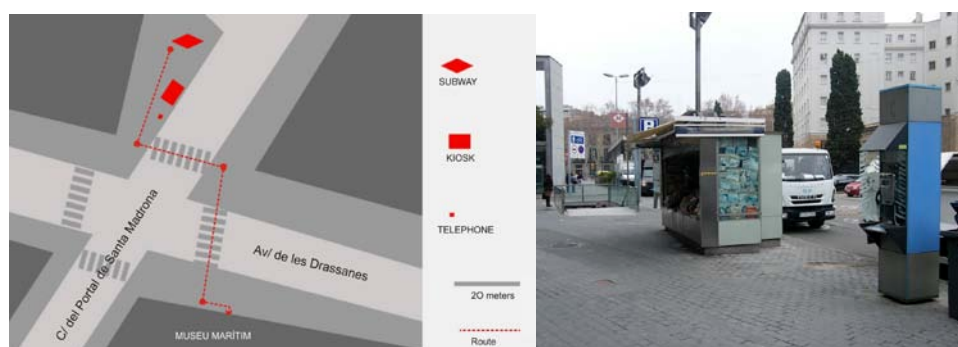 SUBWAY
KIOSK
TELEPHONE
2O meters
Route
C/ del Portal de Santa Madrona
Av/ de les Drassanes
MUSEU MARÍTIM
B